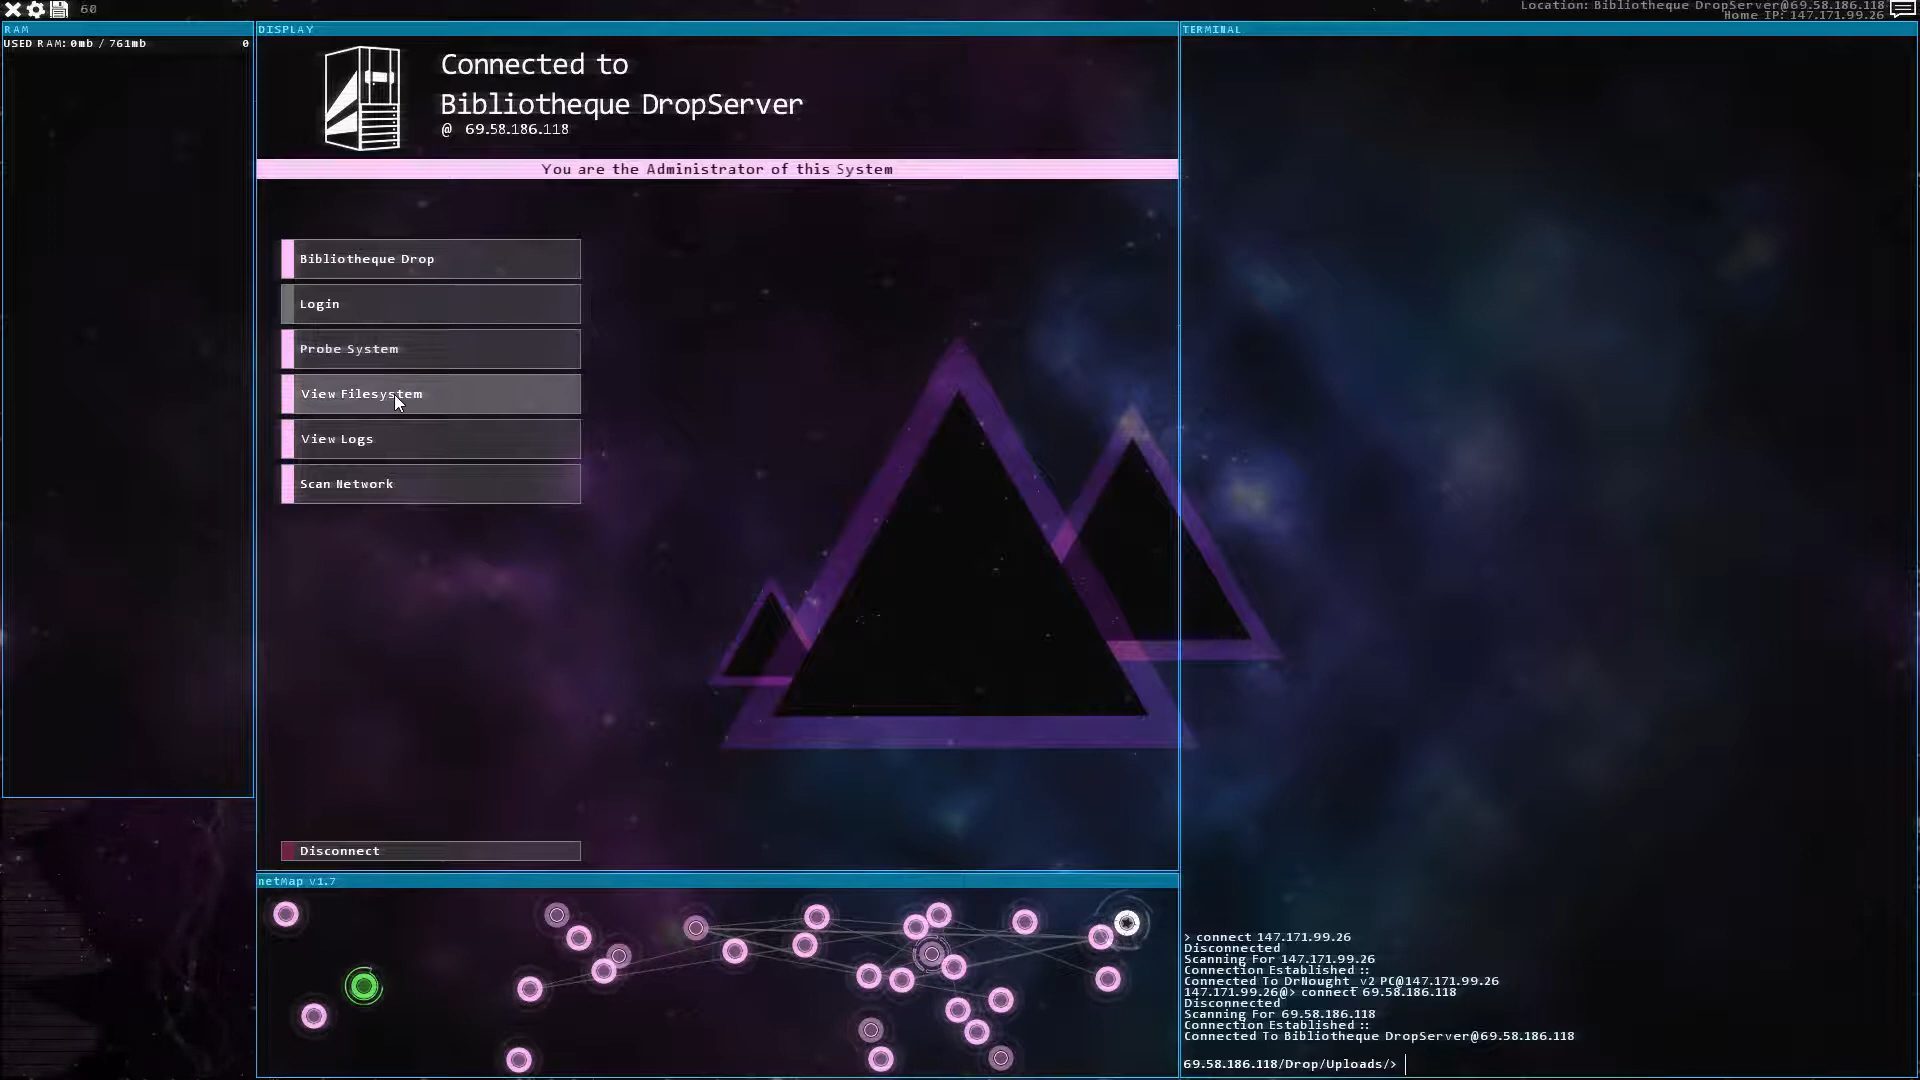 60
Location: Bibliotheque DropServer@69.58.186.118
Home IP: 147.171.99.26
RAM
USED RAM: 0mb / 761mb 0
DISPLAY
Connected to
Bibliotheque DropServer
@ 69.58.186.118
You are the Administrator of this System
Bibliotheque Drop
Login
Probe System
View Filesystem
View Logs
Scan Network
Disconnect
netMap v1.7
TERMINAL
> connect 147.171.99.26
Disconnected
Scanning For 147.171.99.26
Connection Established ::
Connected To DrNought_v2 PC@147.171.99.26
147.171.99.26@> connect 69.58.186.118
Disconnected
Scanning For 69.58.186.118
Connection Established ::
Connected To Bibliotheque DropServer@69.58.186.118
69.58.186.118/Drop/Uploads/>